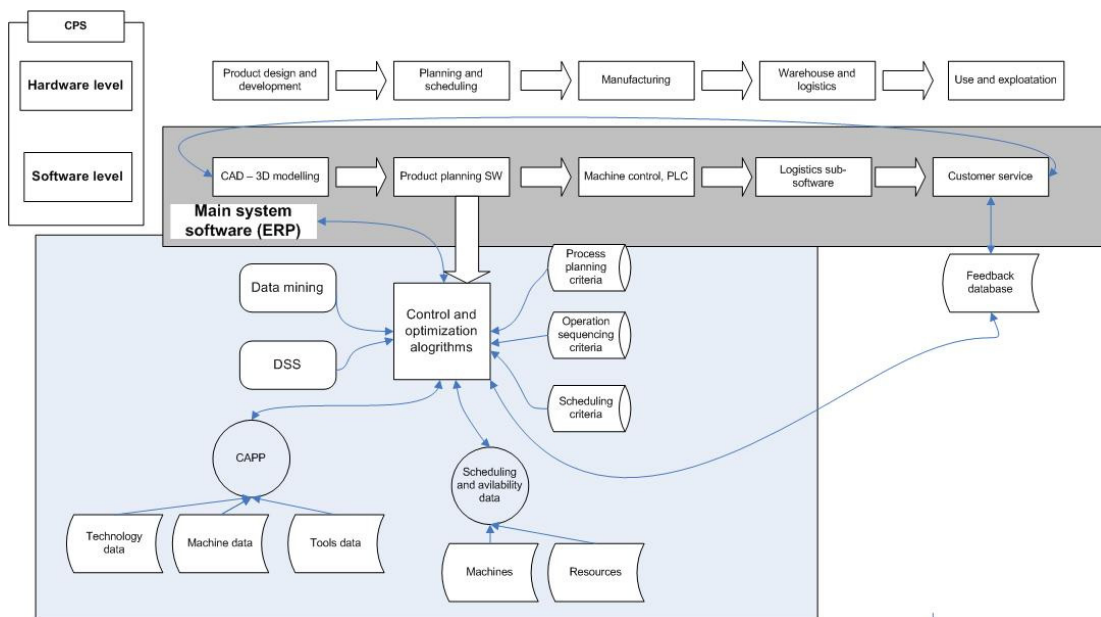 CPS
Hardware level
Software level
Product design and
development
Planning and
scheduling
Manufacturing
Warehouse and
logistics
Use and exploatation
CAD – 3D modelling
Product planning SW
Machine control, PLC
Logistics sub-
software
Customer service
Main system
software (ERP)
Data mining
DSS
Control and
optimization
alogrithms
Process
planning
criteria
Operation
sequencing
criteria
Scheduling
criteria
Feedback
database
CAPP
Scheduling
and avilability
data
Technology
data
Machine data
Tools data
Machines
Resources